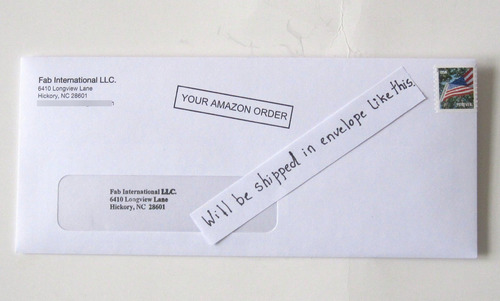 Fab International LLC.
6410 Longview Lane
Hickory, NC 28601
YOUR AMAZON ORDER
Will be shipped in envelope like this.
Fab International LLC.
6410 Longview Lane
Hickory, NC 28601
FOREVER